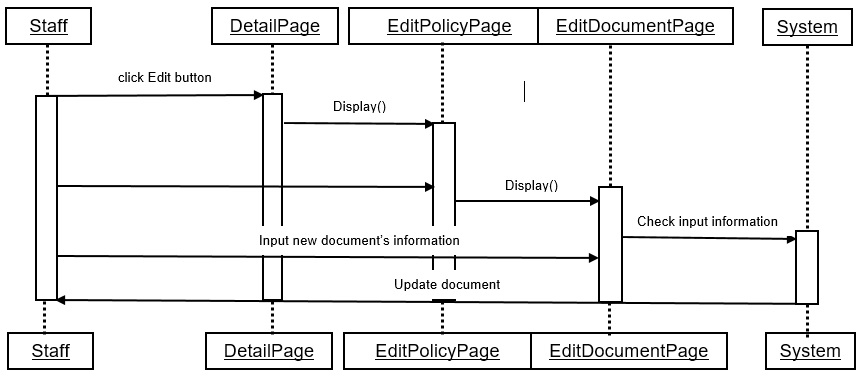 Staff
DetailPage
EditPolicyPage
EditDocumentPage
System
click Edit button
Display()
Display()
Check input information
Input new document's information
Update document
Staff
DetailPage
EditPolicyPage
EditDocumentPage
System